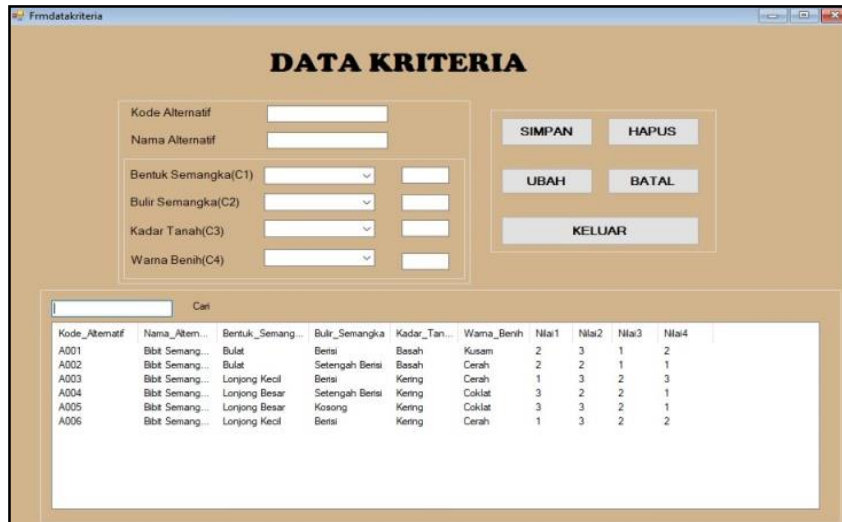 Frmdatakriteria
DATA KRITERIA
Kode Alternatif
Nama Alternatif
Bentuk Semangka(C1)
Bulir Semangka(C2)
Kadar Tanah(C3)
Warna Benih(C4)
SIMPAN HAPUS
UBAH BATAL
KELUAR
Cari
Kode_Alternatif Nama_Altern... Bentuk_Semang... Bulir_Semangka Kadar_Tan... Warna_Benih Nilai1 Nilai2 Nilai3 Nilai4
A001 Bibit Semang... Bulat Berisi Basah Kusam 2 3 1 2
A002 Bibit Semang... Bulat Setengah Berisi Basah Cerah 2 2 1 1
A003 Bibit Semang... Lonjong Kecil Berisi Kering Cerah 1 3 2 3
A004 Bibit Semang... Lonjong Besar Setengah Berisi Kering Coklat 3 2 2 1
A005 Bibit Semang... Lonjong Besar Kosong Kering Coklat 3 3 2 1
A006 Bibit Semang... Lonjong Kecil Berisi Kering Cerah 1 3 2 2